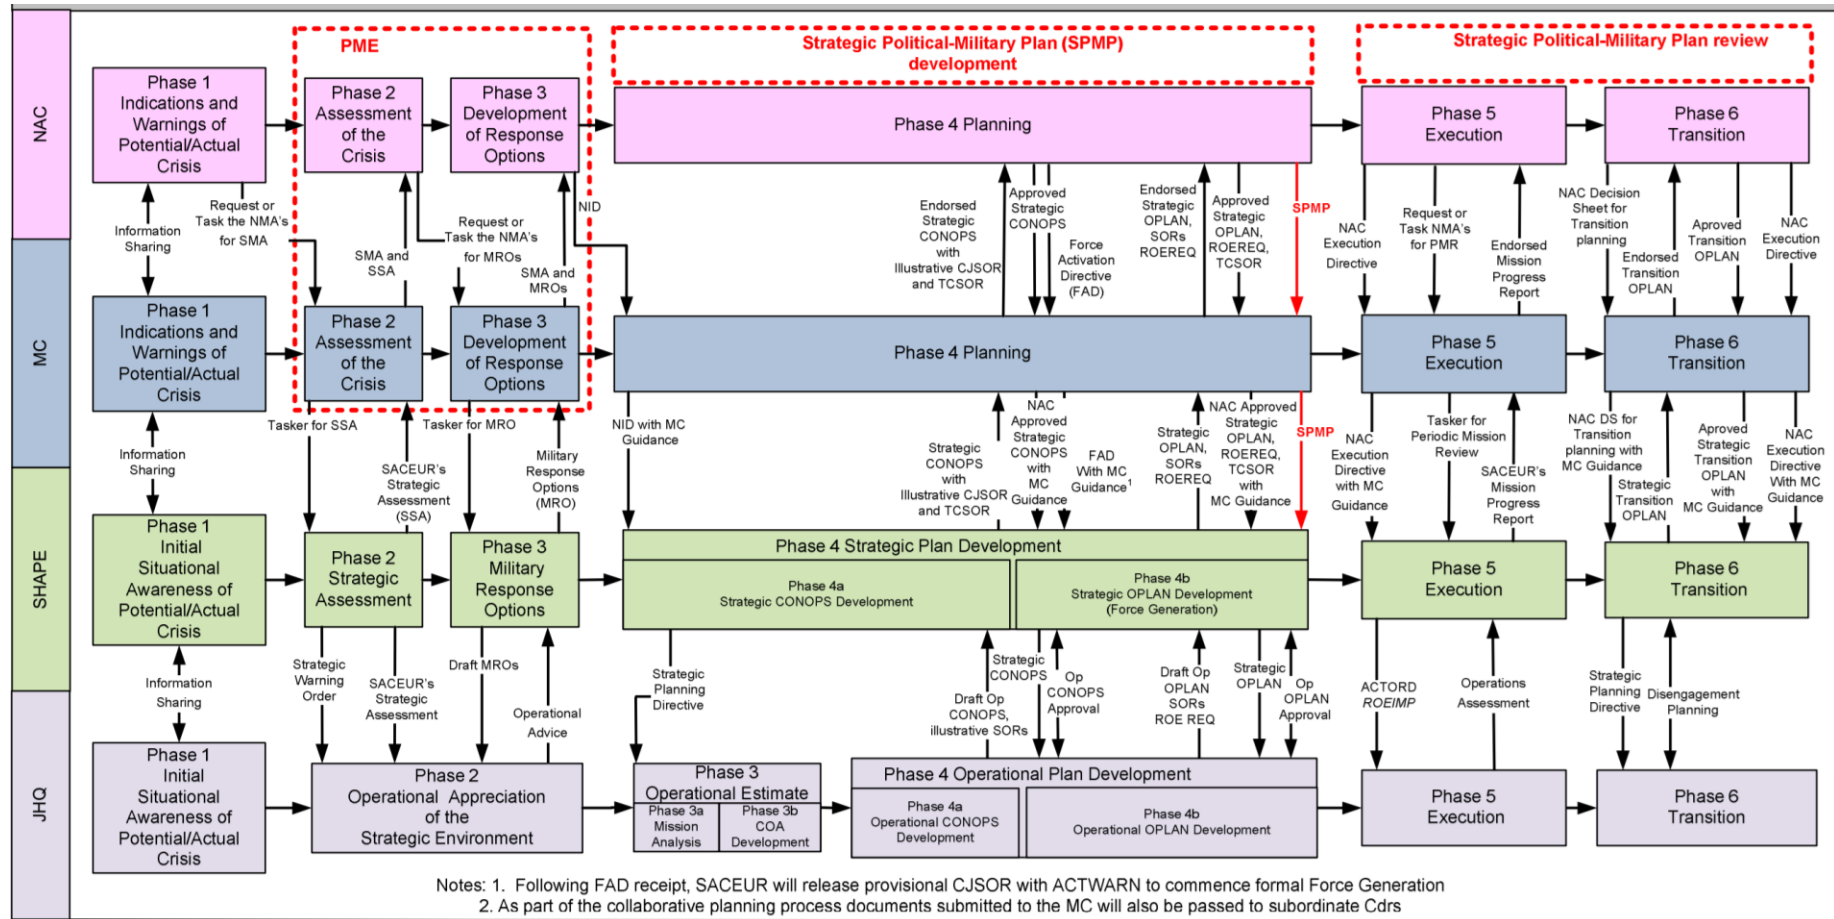 PME
Strategic Political-Military Plan (SPMP)
development
Strategic Political-Military Plan review
NAC
Phase 1
Indications and
Warnings of
Potential/Actual
Crisis
Phase 2
Assessment
of the
Crisis
Phase 3
Development
of Response
Options
Phase 4 Planning
Phase 5
Execution
Phase 6
Transition
Information
Sharing
Request or
Task the NMA's
for SMA
SMA and
SSA
Request or
Task the NMA's
for MROs
SMA and
MROs
NID
Endorsed
Strategic
CONOPS
with
Illustrative CJSOR
and TCSOR
Approved
Strategic
CONOPS
Force
Activation
Directive
(FAD)
Endorsed
Strategic
OPLAN,
SORs
ROEREQ
Approved
Strategic
OPLAN,
ROEREQ,
TCSOR
SPMP
NAC
Execution
Directive
Request or
Task NMA's
for PMR
Endorsed
Mission
Progress
Report
NAC Decision
Sheet for
Transition
planning
Endorsed
Transition
OPLAN
Aproved
Transition
OPLAN
NAC
Execution
Directive
MC
Phase 1
Indications and
Warnings of
Potential/Actual
Crisis
Phase 2
Assessment
of the
Crisis
Phase 3
Development
of Response
Options
Phase 4 Planning
Phase 5
Execution
Phase 6
Transition
Information
Sharing
Tasker for SSA
SACEUR's
Strategic
Assessment
(SSA)
Tasker for MRO
Military
Response
Options
(MRO)
NID with MC
Guidance
Strategic
CONOPS
with
Illustrative CJSOR
and TCSOR
NAC
Approved
Strategic
CONOPS
with
MC
Guidance
FAD
With MC
Guidance1
Strategic
OPLAN,
SORs
ROEREQ
NAC Approved
Strategic
OPLAN,
ROEREQ,
TCSOR with
MC Guidance
SPMP
NAC
Execution
Directive
with MC
Guidance
Tasker for
Periodic Mission
Review
SACEUR's
Mission
Progress
Report
NAC DS for
Transition
planning with
MC Guidance
Strategic
Transition
OPLAN
Aproved
Strategic
Transition
OPLAN
with
MC Guidance
NAC
Execution
Directive
With MC
Guidance
SHAPE
Phase 1
Initial
Situational
Awareness of
Potential/Actual
Crisis
Phase 2
Strategic
Assessment
Phase 3
Military
Response
Options
Phase 4 Strategic Plan Development
Phase 4a
Strategic CONOPS Development
Phase 4b
Strategic OPLAN Development
(Force Generation)
Phase 5
Execution
Phase 6
Transition
Information
Sharing
Strategic
Warning
Order
SACEUR's
Strategic
Assessment
Draft MROs
Operational
Advice
Strategic
Planning
Directive
Draft Op
CONOPS,
illustrative SORs
Strategic
CONOPS
Op
CONOPS
Approval
Draft Op
OPLAN
SORs
ROE REQ
Strategic
OPLAN
Op
OPLAN
Approval
ACTORD
ROEIMP
Operations
Assessment
Strategic
Planning
Directive
Disengagement
Planning
JHQ
Phase 1
Initial
Situational
Awareness of
Potential/Actual
Crisis
Phase 2
Operational Appreciation
of the
Strategic Environment
Phase 3
Operational Estimate
Phase 3a
Mission
Analysis
Phase 3b
COA
Development
Phase 4 Operational Plan Development
Phase 4a
Operational CONOPS
Development
Phase 4b
Operational OPLAN Development
Phase 5
Execution
Phase 6
Transition
Notes: 1. Following FAD receipt, SACEUR will release provisional CJSOR with ACTWARN to commence formal Force Generation
2. As part of the collaborative planning process documents submitted to the MC will also be passed to subordinate Cdrs